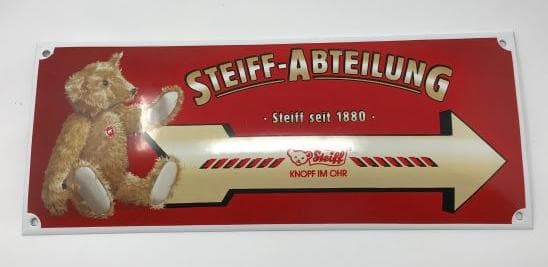 STEIFF-ABTEILUNG
· Steiff seit 1880 ·
Steiff
KNOPF IM OHR